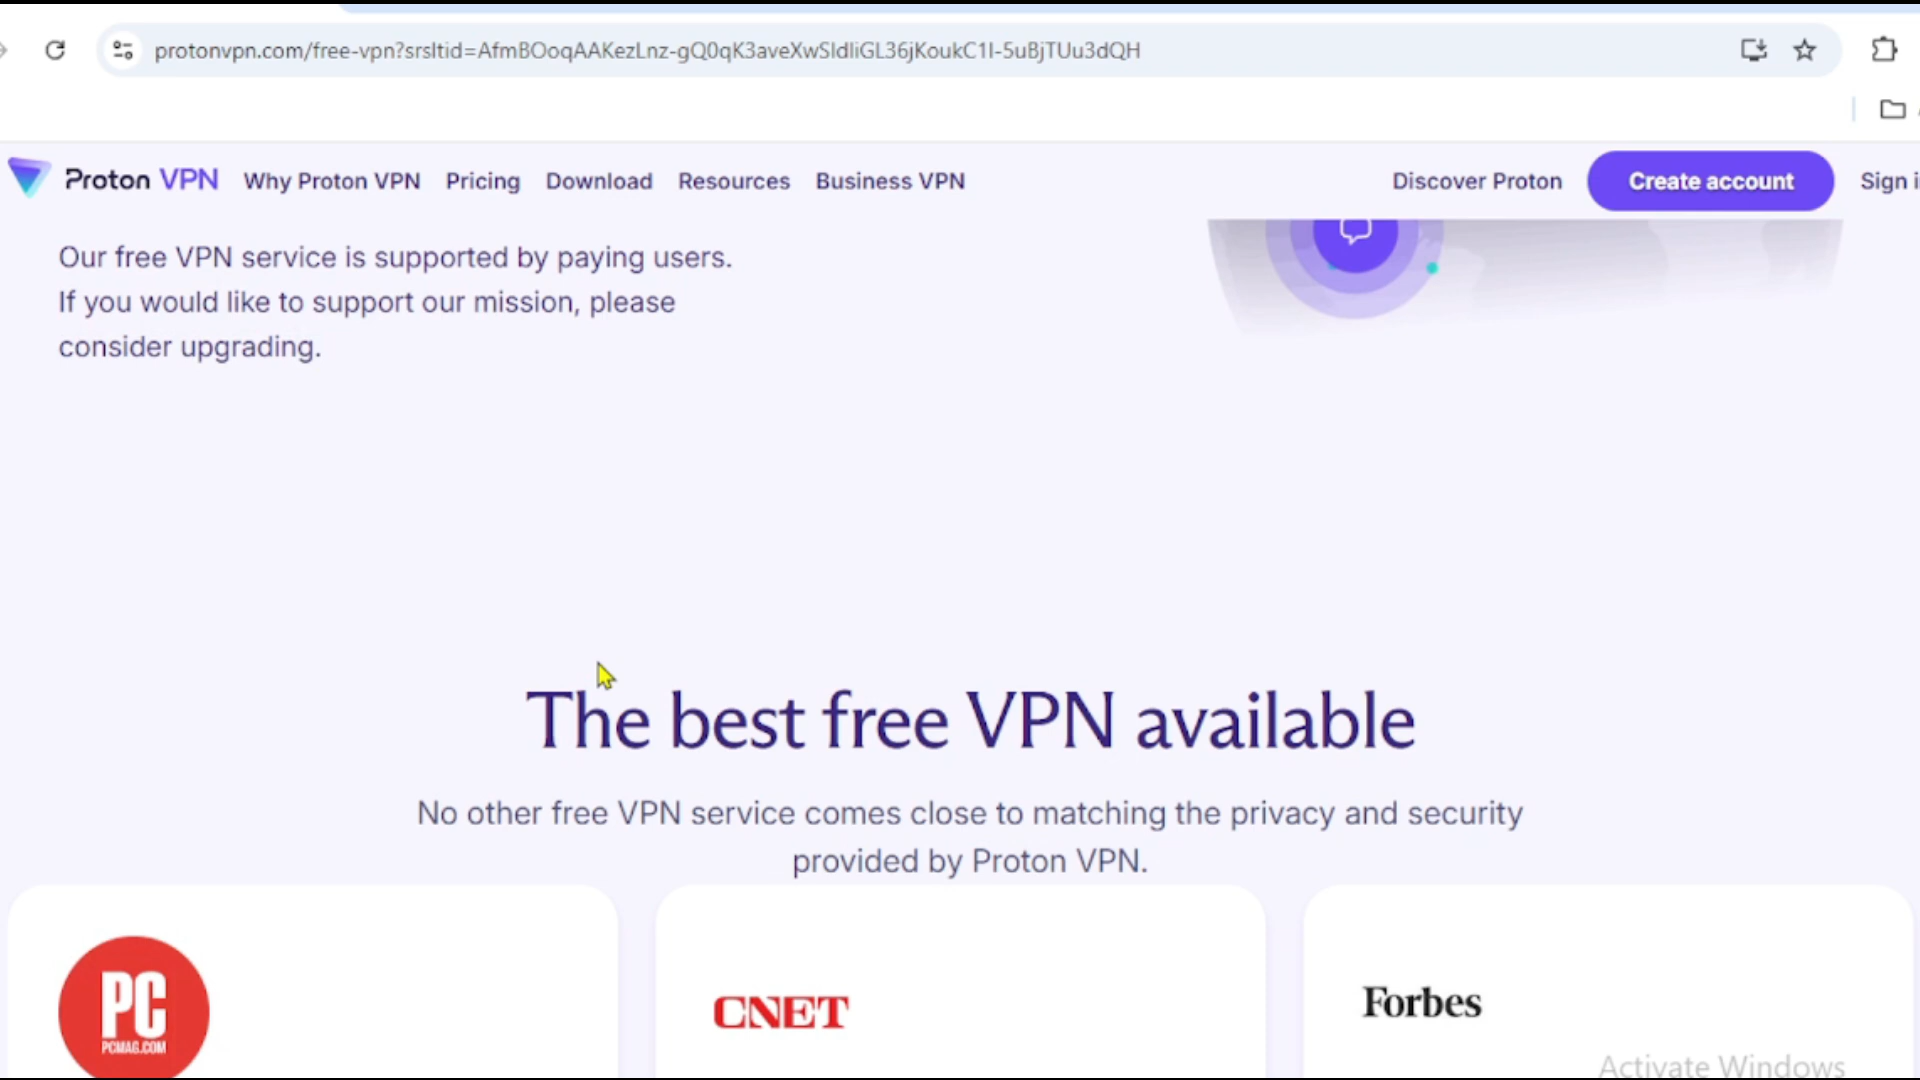 protonvpn.com/free-vpn?srsltid=AfmBOoqAAKezLnz-gQ0qK3aveXwSIdIiGL36jKoukC1I-5uBjTUu3dQH
Proton VPN Why Proton VPN Pricing Download Resources Business VPN Discover Proton Create account Sign
Our free VPN service is supported by paying users.
If you would like to support our mission, please
consider upgrading.
The best free VPN available
No other free VPN service comes close to matching the privacy and security
provided by Proton VPN.
PC
PCMAG.COM
CNET
Forbes
Activate Windows